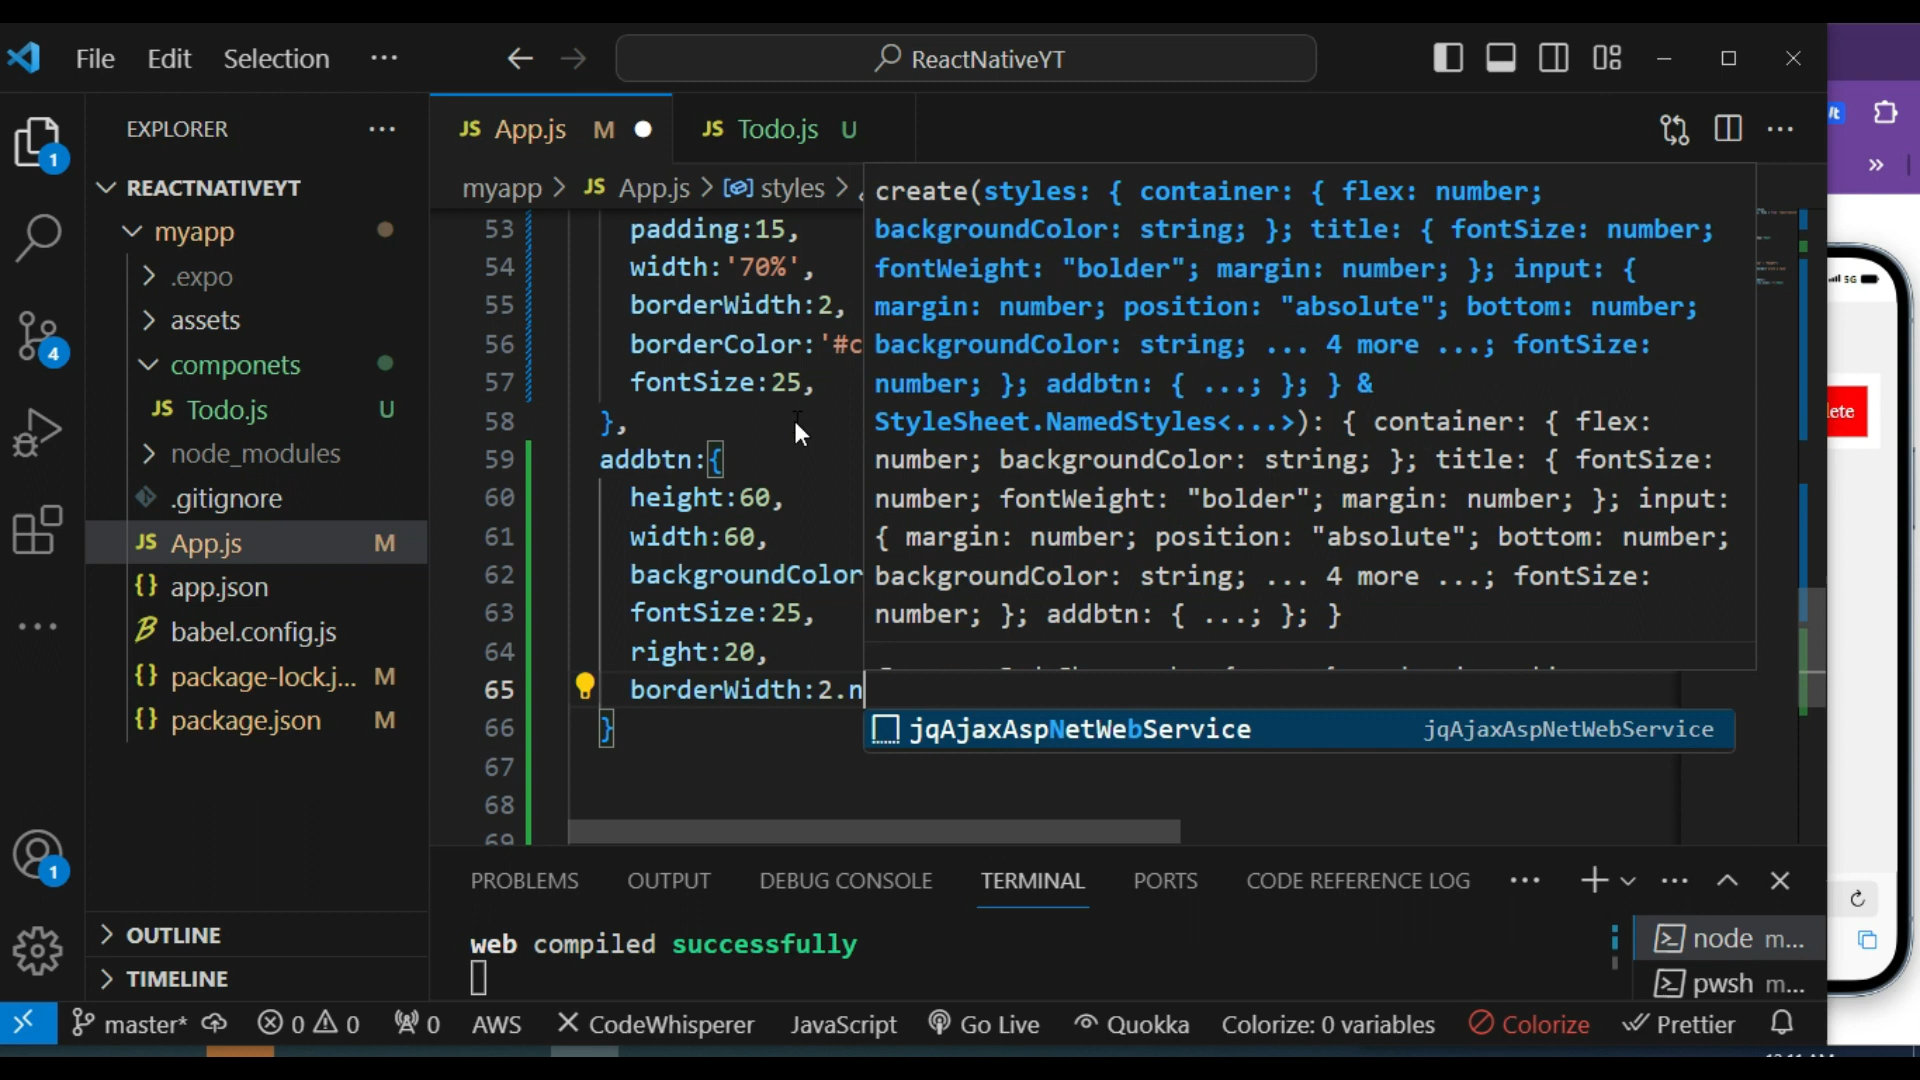 File Edit Selection ··· ReactNativeYT
EXPLORER ···
1
REACTNATIVEYT
myapp
.expo
assets
4
componets
Todo.js U
node_modules
.gitignore
App.js M
app.json
babel.config.js
package-lock.j... M
package.json M
1
OUTLINE
TIMELINE
JS App.js M
JS Todo.js U
myapp > JS App.js > styles >
53 padding:15,
54 width:'70%',
55 borderWidth:2,
56 borderColor:'#c
57 fontSize:25,
58 },
59 addbtn:{
60 height:60,
61 width:60,
62 backgroundColor
63 fontSize:25,
64 right:20,
65 borderWidth:2.n
66 }
67
68
69
create(styles: { container: { flex: number;
backgroundColor: string; }; title: { fontSize: number;
fontWeight: "bolder"; margin: number; }; input: {
margin: number; position: "absolute"; bottom: number;
backgroundColor: string; ... 4 more ...; fontSize:
number; }; addbtn: { ...; }; } &
StyleSheet.NamedStyles<...>): { container: { flex:
number; backgroundColor: string; }; title: { fontSize:
number; fontWeight: "bolder"; margin: number; }; input:
{ margin: number; position: "absolute"; bottom: number;
backgroundColor: string; ... 4 more ...; fontSize:
number; }; addbtn: { ...; }; }
jqAjaxAspNetWebService jqAjaxAspNetWebService
PROBLEMS OUTPUT DEBUG CONSOLE TERMINAL PORTS CODE REFERENCE LOG ···
web compiled successfully
node m...
pwsh m...
master* 0 0 0 AWS CodeWhisperer JavaScript Go Live Quokka Colorize: 0 variables Colorize Prettier
5G
lete